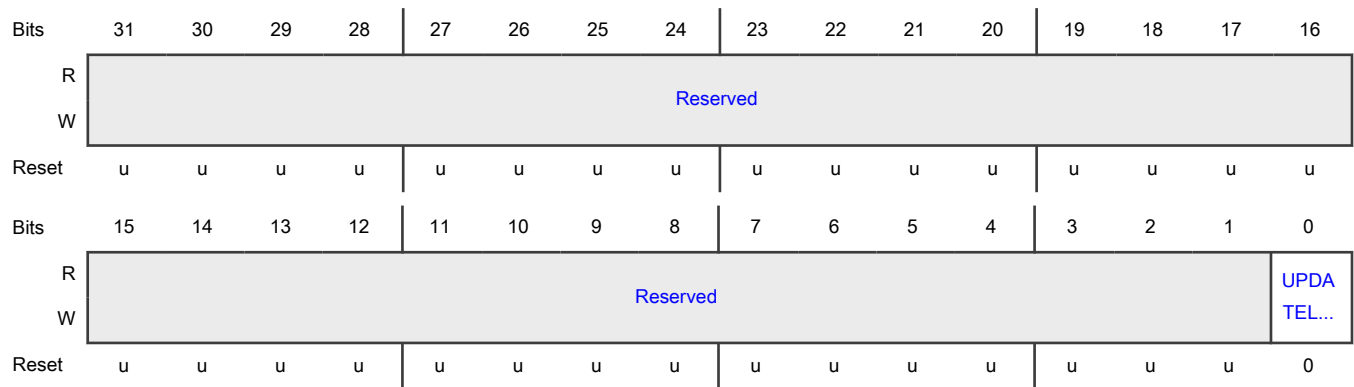 Bits 31 30 29 28 27 26 25 24 23 22 21 20 19 18 17 16
R
Reserved
W
Reset u u u u u u u u u u u u u u u u
Bits 15 14 13 12 11 10 9 8 7 6 5 4 3 2 1 0
R UPDA
Reserved
W TEL...
Reset u u u u u u u u u u u u u u u 0